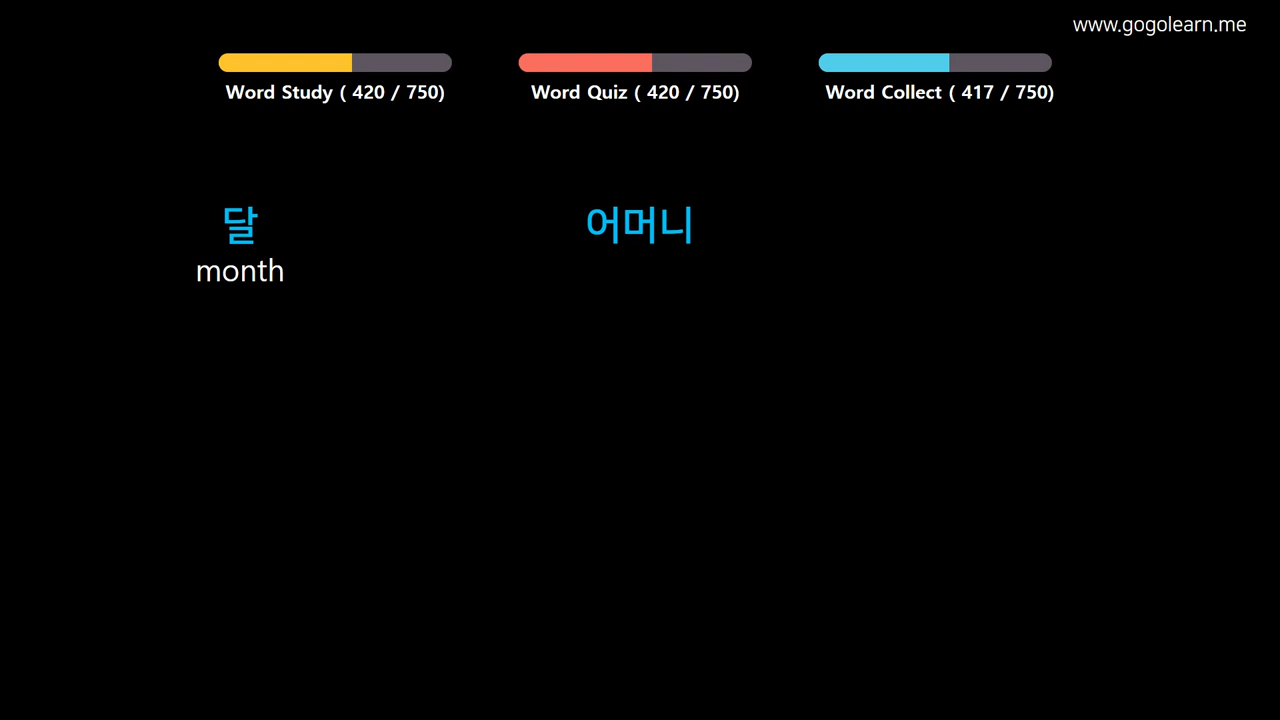 www.gogolearn.me
Word Study ( 420 / 750)
Word Quiz ( 420 / 750)
Word Collect ( 417 / 750)
달
month
어머니